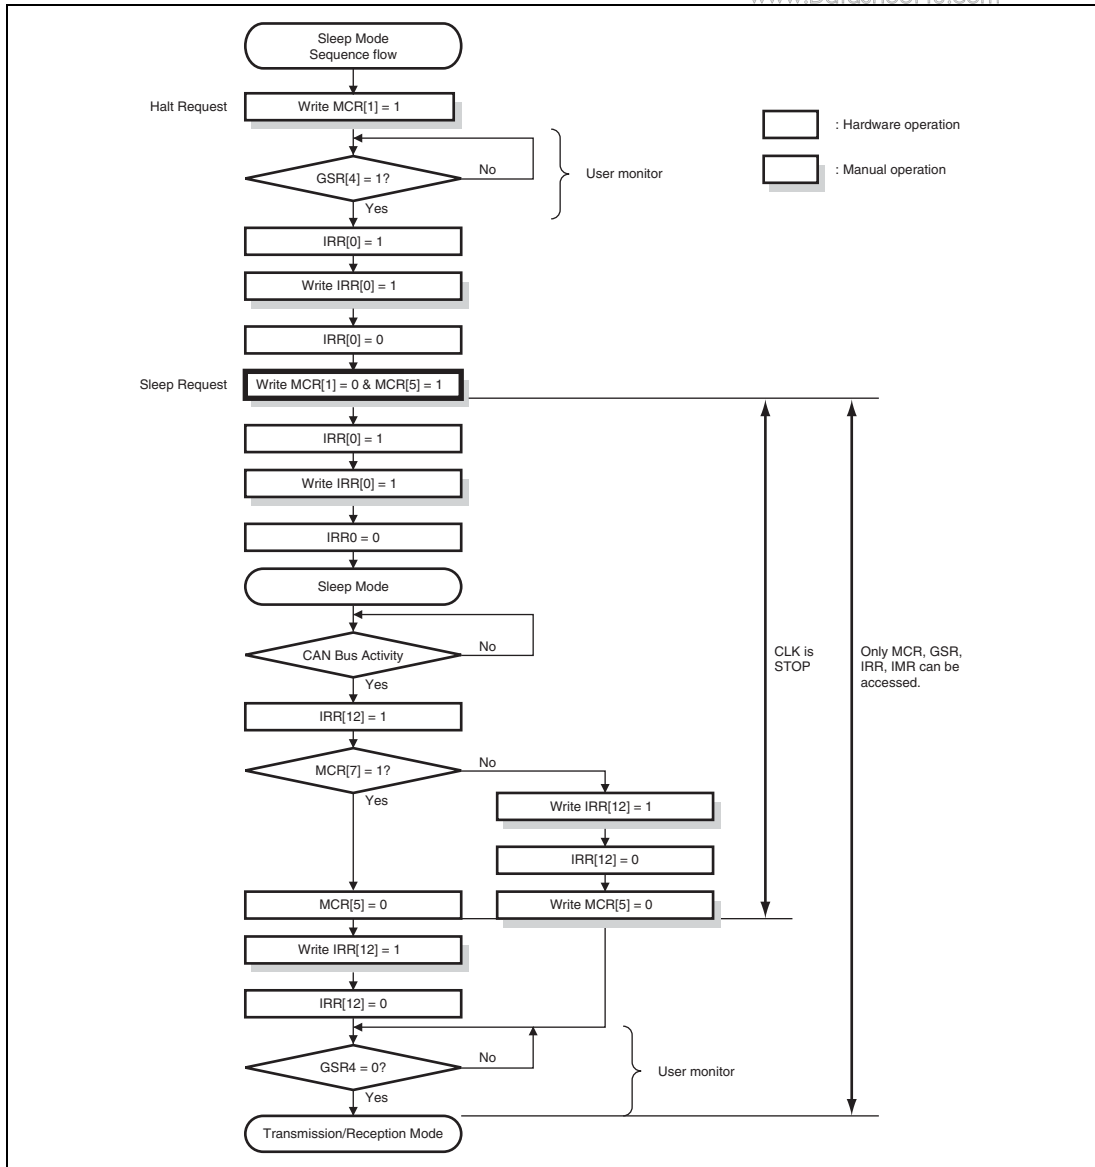 Sleep Mode
Sequence flow
Halt Request
Write MCR[1] = 1
: Hardware operation
GSR[4] = 1?
No
User monitor
: Manual operation
Yes
IRR[0] = 1
Write IRR[0] = 1
IRR[0] = 0
Sleep Request
Write MCR[1] = 0 & MCR[5] = 1
IRR[0] = 1
Write IRR[0] = 1
IRR0 = 0
Sleep Mode
CAN Bus Activity
No
CLK is
STOP
Only MCR, GSR,
IRR, IMR can be
accessed.
Yes
IRR[12] = 1
MCR[7] = 1?
No
Yes
Write IRR[12] = 1
IRR[12] = 0
MCR[5] = 0
Write MCR[5] = 0
Write IRR[12] = 1
IRR[12] = 0
GSR4 = 0?
No
User monitor
Yes
Transmission/Reception Mode